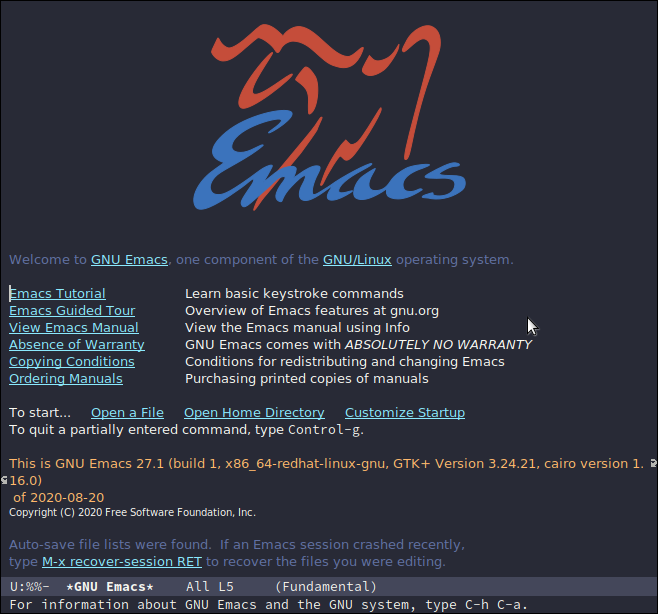 Emacs
Welcome to GNU Emacs, one component of the GNU/Linux operating system.
Emacs Tutorial Learn basic keystroke commands
Emacs Guided Tour Overview of Emacs features at gnu.org
View Emacs Manual View the Emacs manual using Info
Absence of Warranty GNU Emacs comes with ABSOLUTELY NO WARRANTY
Copying Conditions Conditions for redistributing and changing Emacs
Ordering Manuals Purchasing printed copies of manuals
To start... Open a File Open Home Directory Customize Startup
To quit a partially entered command, type Control-g.
This is GNU Emacs 27.1 (build 1, x86_64-redhat-linux-gnu, GTK+ Version 3.24.21, cairo version 1.
16.0)
of 2020-08-20
Copyright (C) 2020 Free Software Foundation, Inc.
Auto-save file lists were found. If an Emacs session crashed recently,
type M-x recover-session RET to recover the files you were editing.
U:%%- *GNU Emacs* All L5 (Fundamental)
For information about GNU Emacs and the GNU system, type C-h C-a.